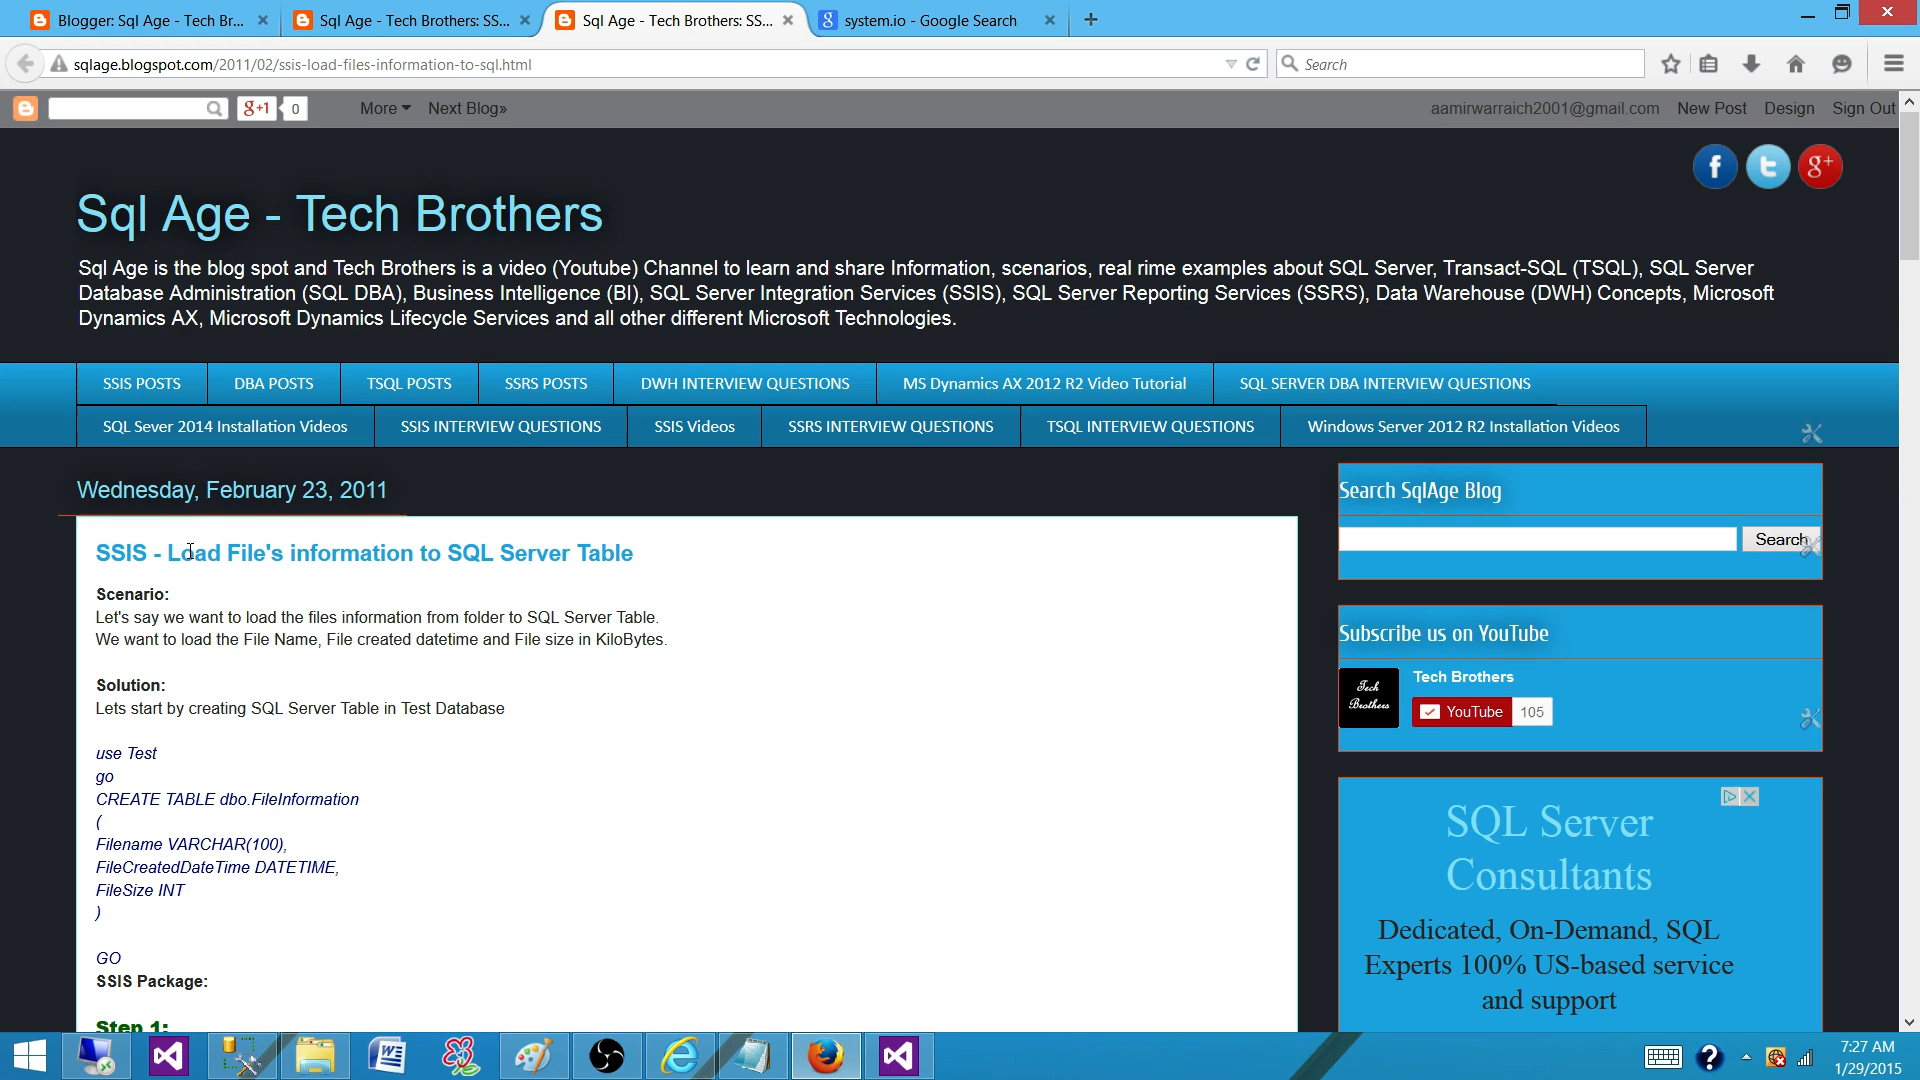 Blogger: Sql Age - Tech Br...
Sql Age - Tech Brothers: SS...
Sql Age - Tech Brothers: SS...
system.io - Google Search
sqlage.blogspot.com/2011/02/ssis-load-files-information-to-sql.html
Search
g+1 0
More
Next Blog»
aamirwarraich2001@gmail.com
New Post
Design
Sign Out
Sql Age - Tech Brothers
Sql Age is the blog spot and Tech Brothers is a video (Youtube) Channel to learn and share Information, scenarios, real rime examples about SQL Server, Transact-SQL (TSQL), SQL Server
Database Administration (SQL DBA), Business Intelligence (BI), SQL Server Integration Services (SSIS), SQL Server Reporting Services (SSRS), Data Warehouse (DWH) Concepts, Microsoft
Dynamics AX, Microsoft Dynamics Lifecycle Services and all other different Microsoft Technologies.
SSIS POSTS
DBA POSTS
TSQL POSTS
SSRS POSTS
DWH INTERVIEW QUESTIONS
MS Dynamics AX 2012 R2 Video Tutorial
SQL SERVER DBA INTERVIEW QUESTIONS
SQL Sever 2014 Installation Videos
SSIS INTERVIEW QUESTIONS
SSIS Videos
SSRS INTERVIEW QUESTIONS
TSQL INTERVIEW QUESTIONS
Windows Server 2012 R2 Installation Videos
Wednesday, February 23, 2011
SSIS - Load File's information to SQL Server Table
Scenario:
Let's say we want to load the files information from folder to SQL Server Table.
We want to load the File Name, File created datetime and File size in KiloBytes.
Solution:
Lets start by creating SQL Server Table in Test Database
use Test
go
CREATE TABLE dbo.FileInformation
(
Filename VARCHAR(100),
FileCreatedDateTime DATETIME,
FileSize INT
)
GO
SSIS Package:
Step 1:
Search SqlAge Blog
Search
Subscribe us on YouTube
Tech Brothers
Tech Brothers
YouTube 105
SQL Server
Consultants
Dedicated, On-Demand, SQL
Experts 100% US-based service
and support
7:27 AM
1/29/2015